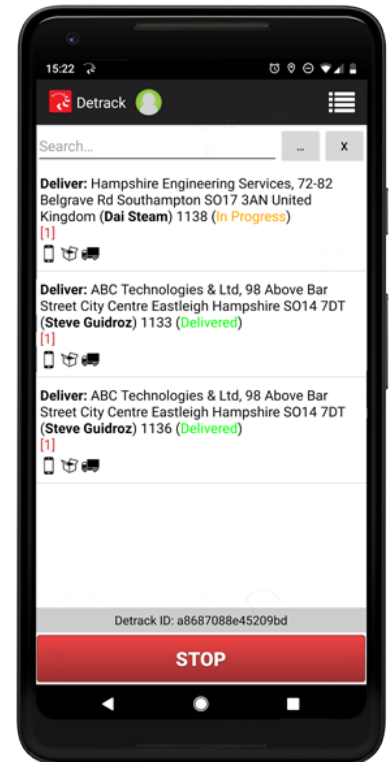 15:22
Detrack
Search...
... X
Deliver: Hampshire Engineering Services, 72-82
Belgrave Rd Southampton SO17 3AN United
Kingdom (Dai Steam) 1138 (In Progress)
[1]
Deliver: ABC Technologies & Ltd, 98 Above Bar
Street City Centre Eastleigh Hampshire SO14 7DT
(Steve Guidroz) 1133 (Delivered)
[1]
Deliver: ABC Technologies & Ltd, 98 Above Bar
Street City Centre Eastleigh Hampshire SO14 7DT
(Steve Guidroz) 1136 (Delivered)
[1]
Detrack ID: a8687088e45209bd
STOP